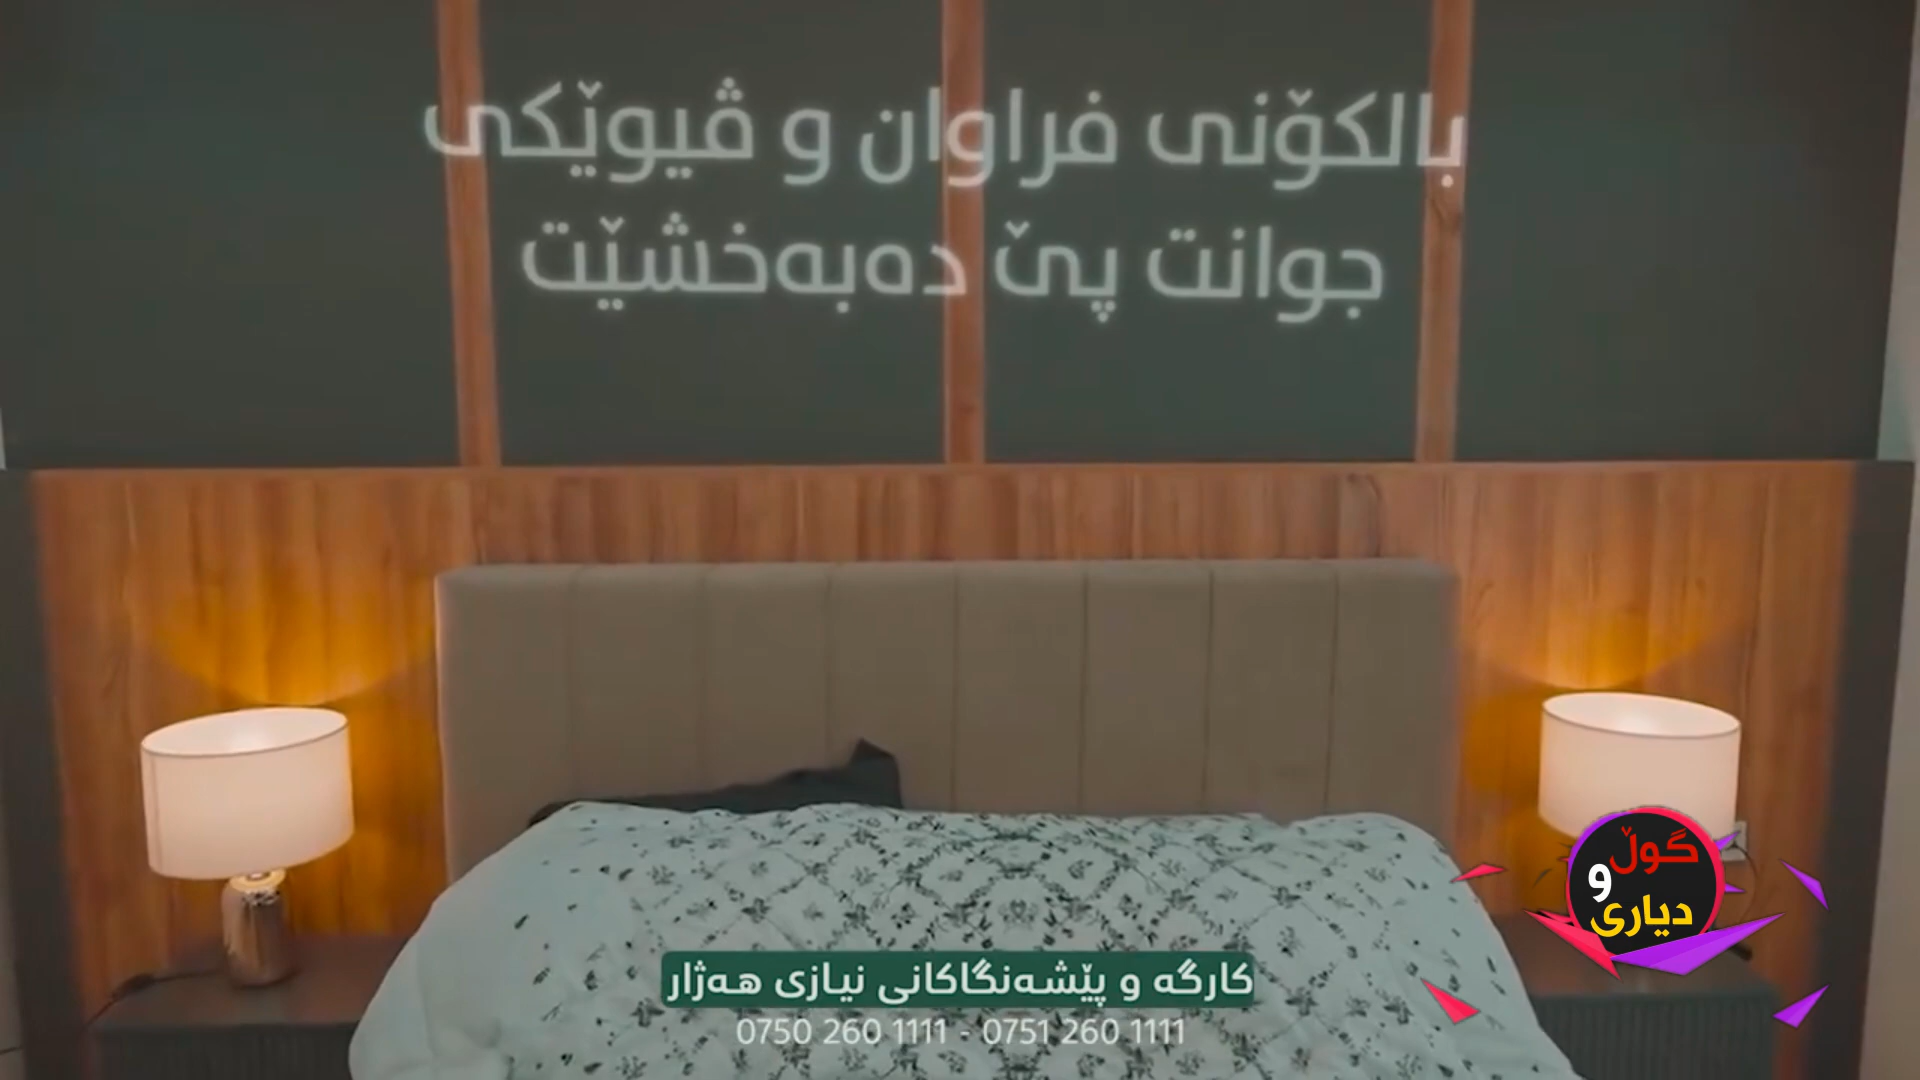 بالکۆنی فراوان و ڤیوێکی
جوانت پێ دەبەخشێت
گوڵ
و
دیاری
کارگە و پێشەنگاکانی نیازی هەژار
0750 260 1111 - 0751 260 1111